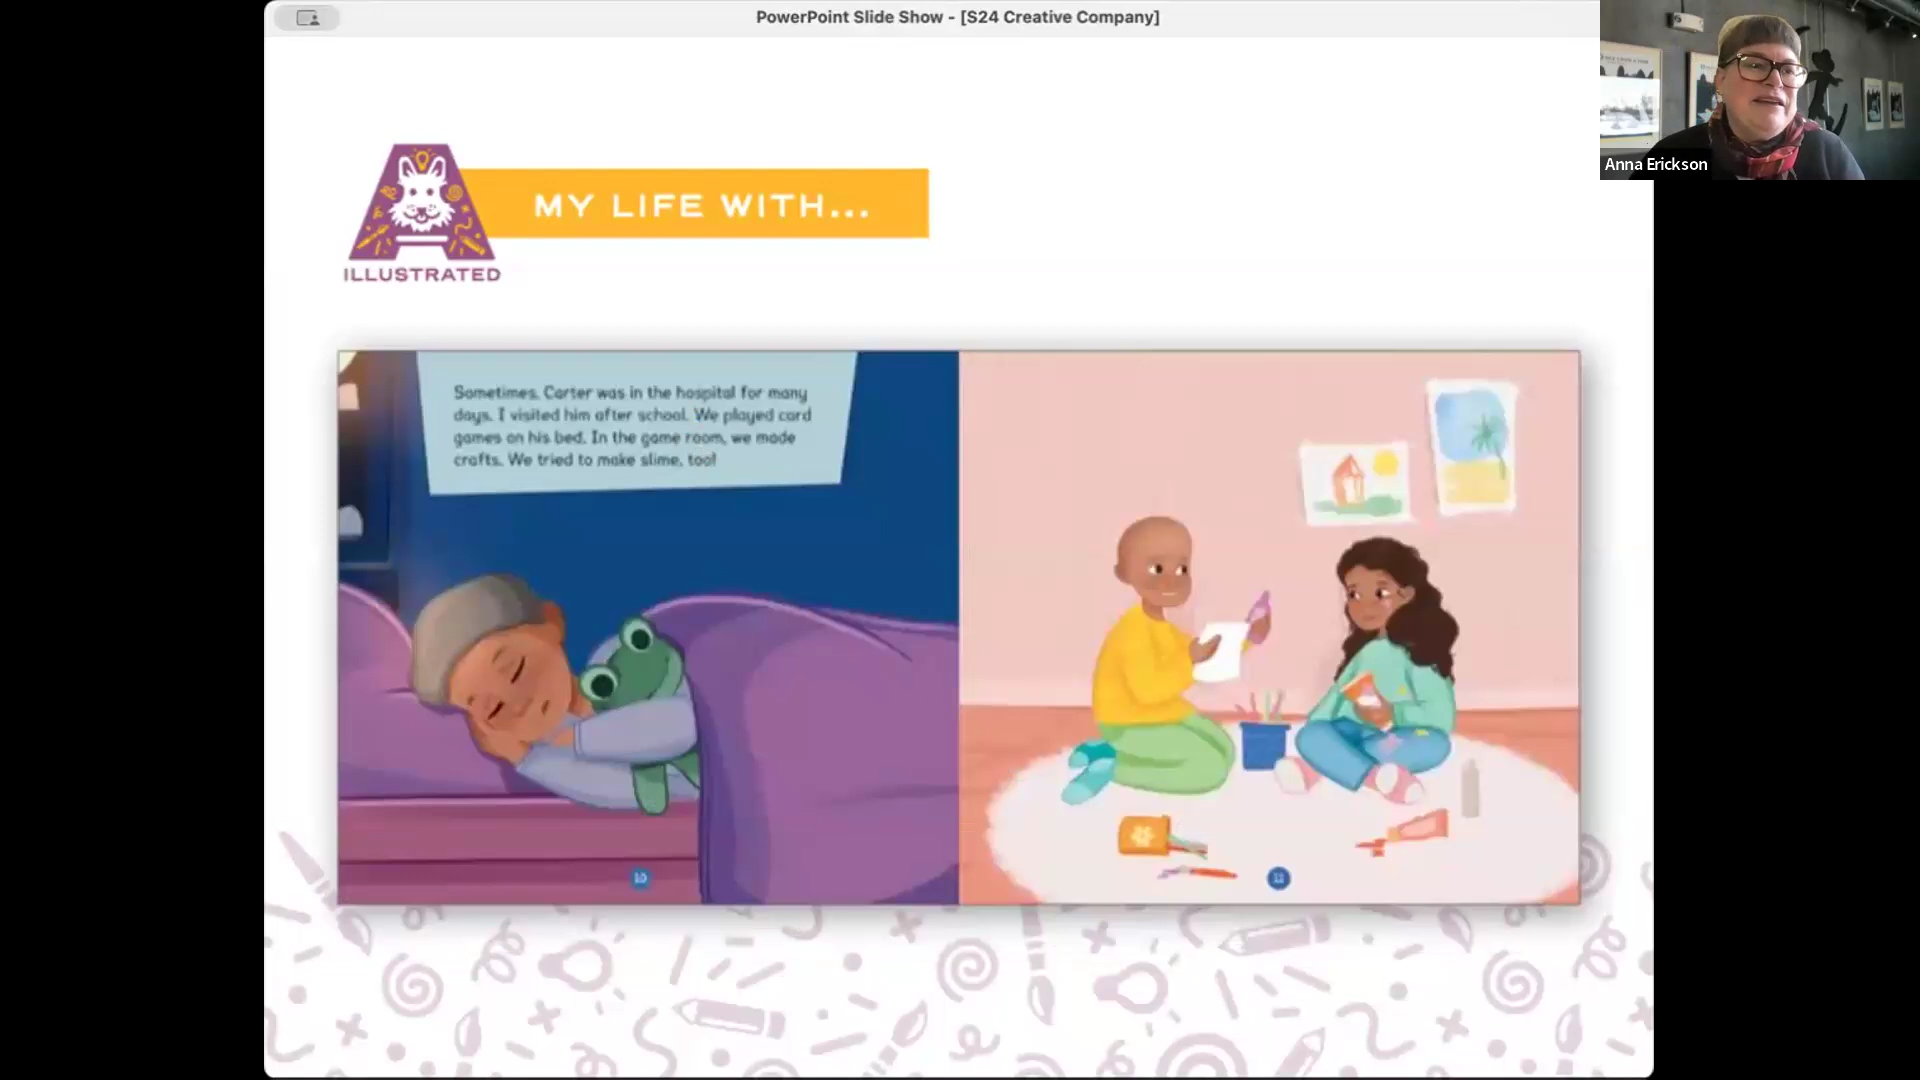 PowerPoint Slide Show - [S24 Creative Company]
Anna Erickson
MY LIFE WITH...
ILLUSTRATED
Sometimes, Carter was in the hospital for many
days. I visited him after school. We played card
games on his bed. In the game room, we made
crafts. We tried to make slime, too!
10
11